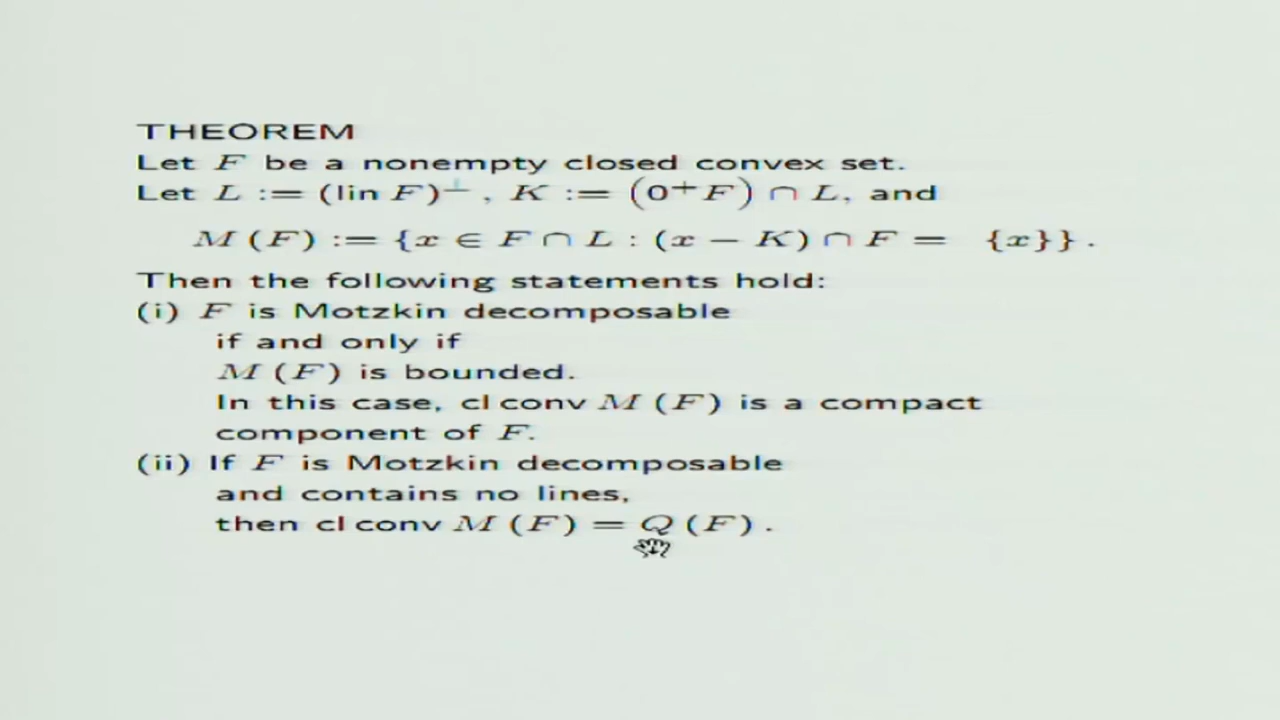 THEOREM
Let F be a nonempty closed convex set.
Let L := (lin F)⊥ , K := (0⁺F) ∩ L, and
M (F) := {x ∈ F ∩ L : (x − K) ∩ F = {x}} .
Then the following statements hold:
(i) F is Motzkin decomposable
if and only if
M (F) is bounded.
In this case, cl conv M (F) is a compact
component of F.
(ii) If F is Motzkin decomposable
and contains no lines,
then cl conv M (F) = Q (F) .